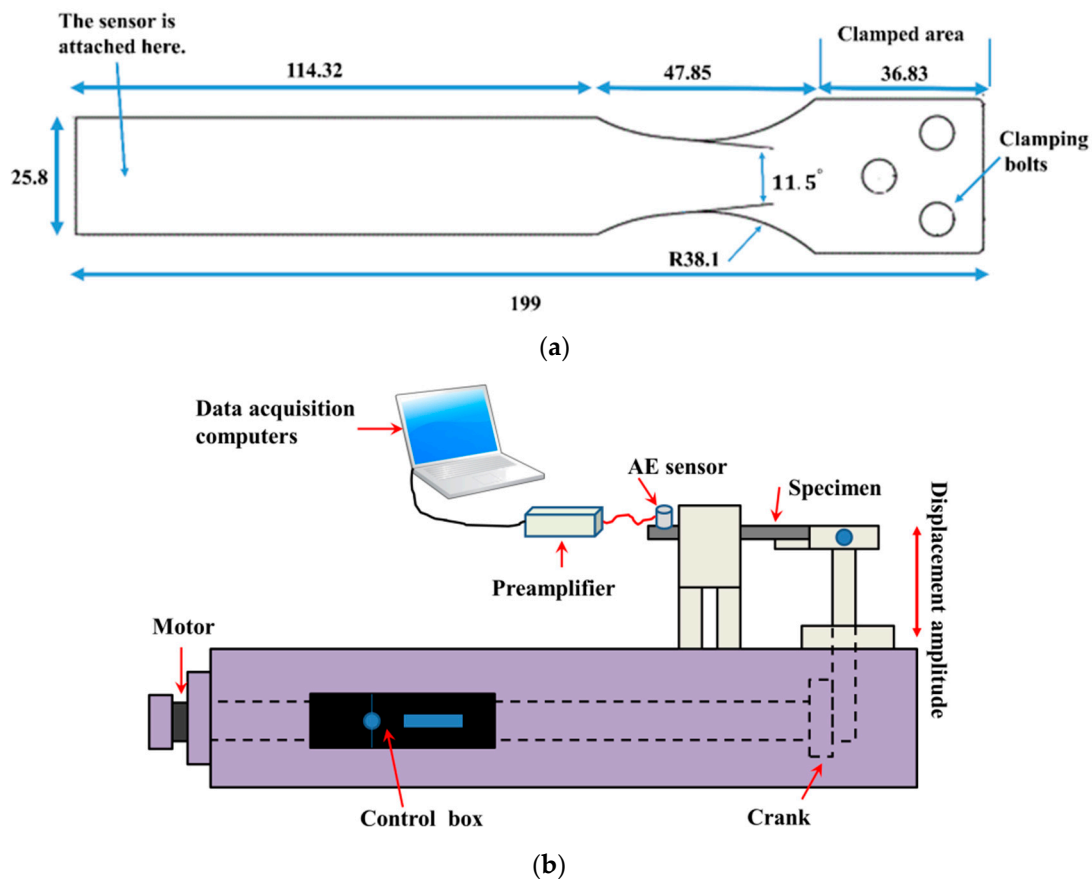 The sensor is
attached here.
Clamped area
114.32
47.85
36.83
25.8
11.5°
Clamping
bolts
R38.1
199
(a)
Data acquisition
computers
AE sensor
Specimen
Preamplifier
Displacement amplitude
Motor
Control box
Crank
(b)